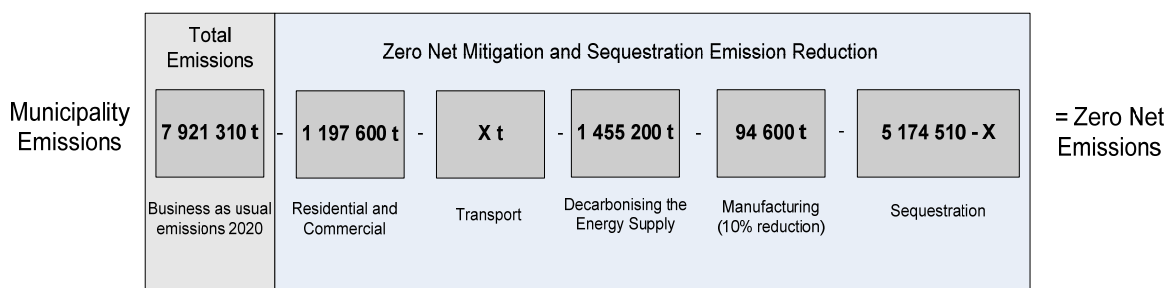 Total
Emissions
Zero Net Mitigation and Sequestration Emission Reduction
Municipality
Emissions
7 921 310 t - 1 197 600 t - X t - 1 455 200 t - 94 600 t - 5 174 510 - X
= Zero Net
Emissions
Business as usual
emissions 2020
Residential and
Commercial
Transport
Decarbonising the
Energy Supply
Manufacturing
(10% reduction)
Sequestration